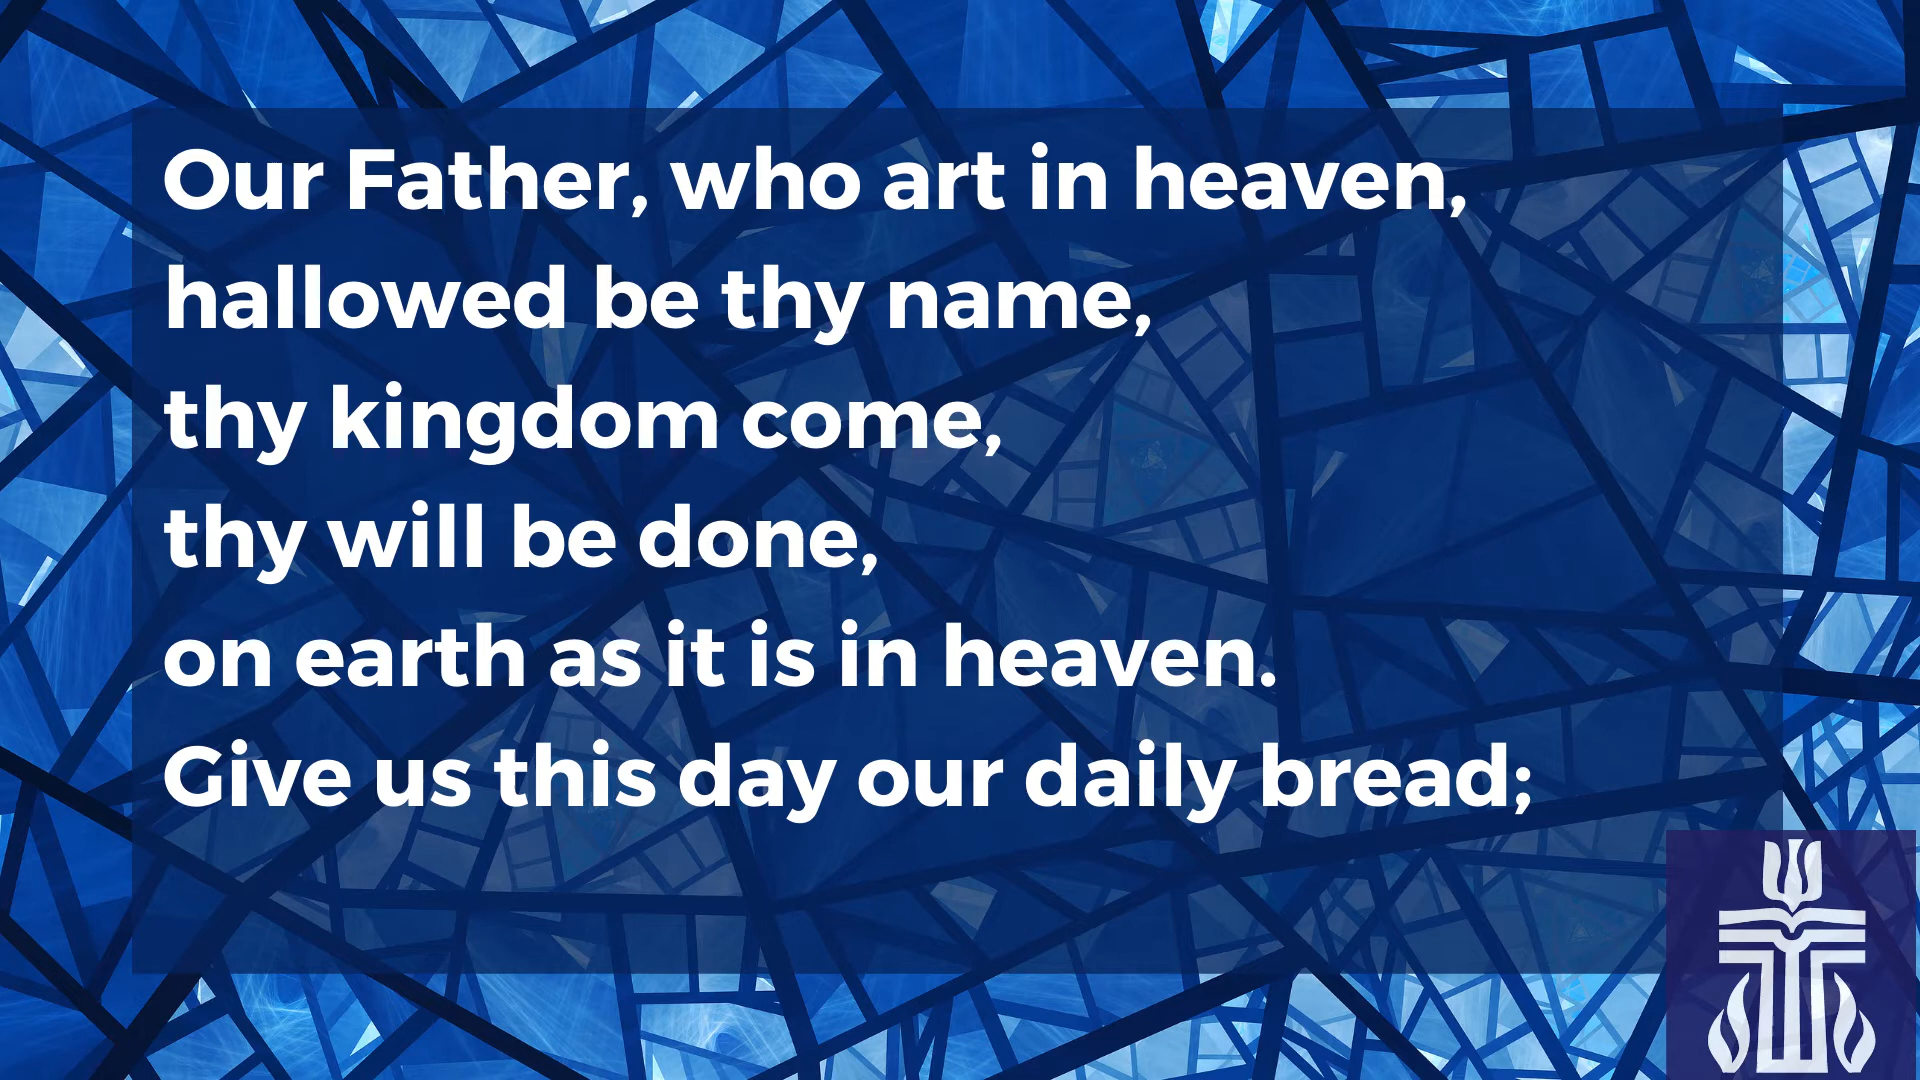 Our Father, who art in heaven,
hallowed be thy name,
thy kingdom come,
thy will be done,
on earth as it is in heaven.
Give us this day our daily bread;